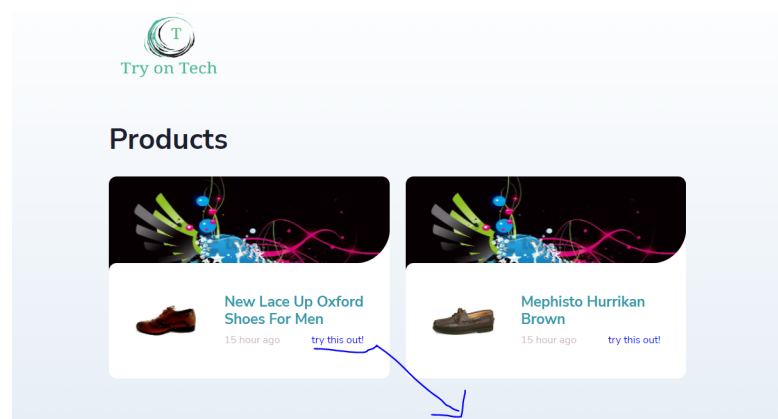 T
Try on Tech
Products
New Lace Up Oxford
Shoes For Men
15 hour ago try this out!
Mephisto Hurrikan
Brown
15 hour ago try this out!